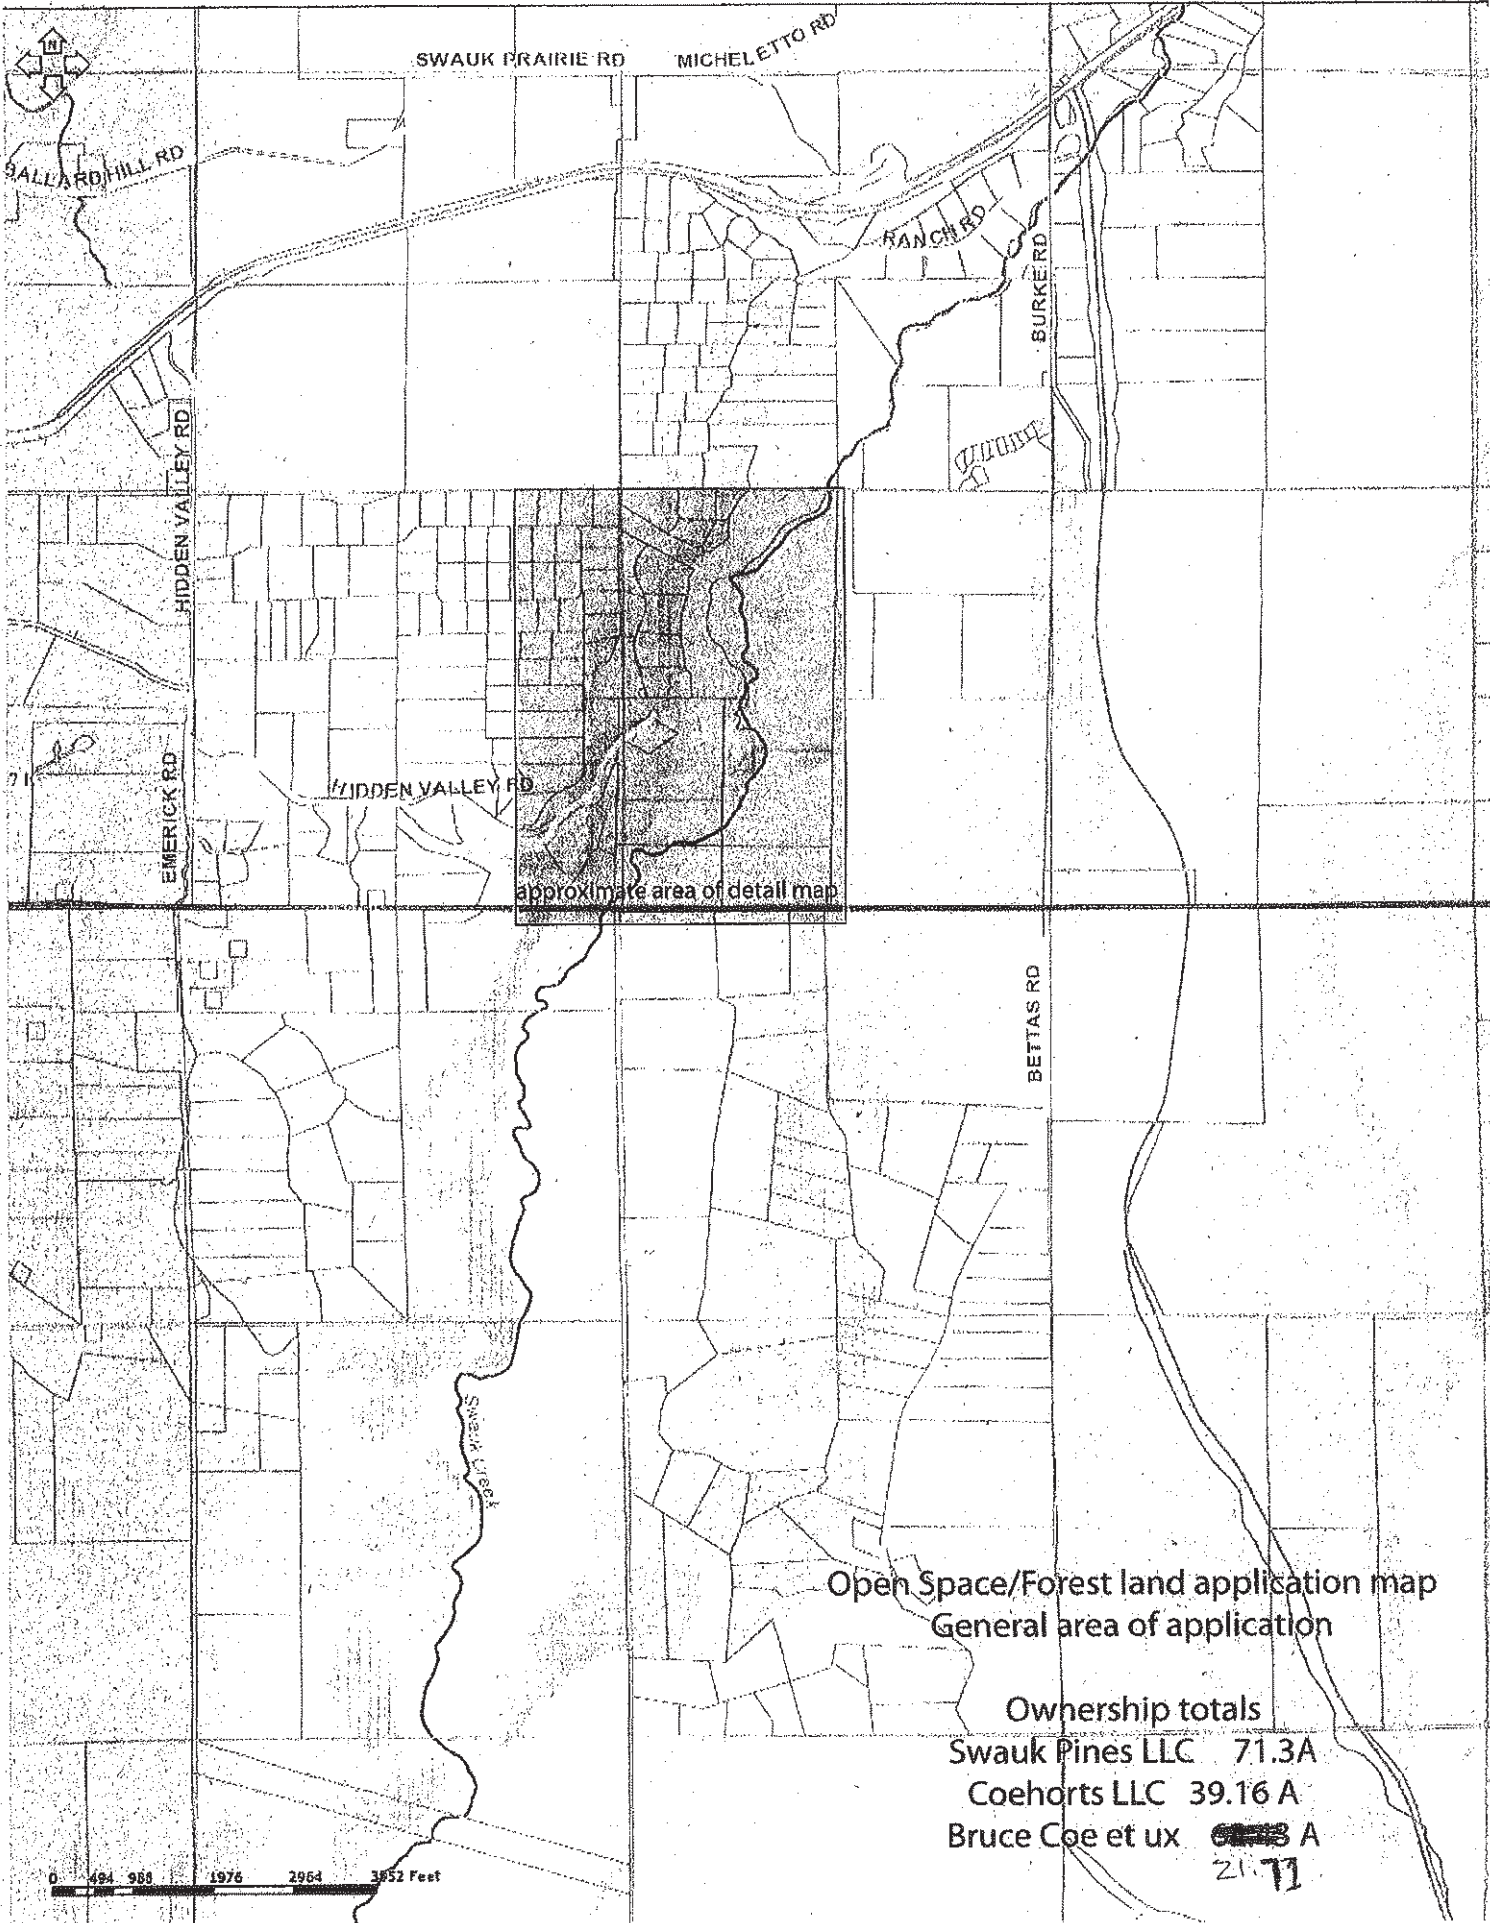 N
SWAUK PRAIRIE RD
MICHELETTO RD
BALLARD HILL RD
RANCH RD
BURKE RD
HIDDEN VALLEY RD
HIDDEN VALLEY RD
EMERICK RD
approximate area of detail map
BETTAS RD
Swauk Creek
Open Space/Forest land application map
General area of application
Ownership totals
Swauk Pines LLC 71.3A
Coehorts LLC 39.16 A
Bruce Coe et ux A
21.71
0 494 988 1976 2964 3952 Feet